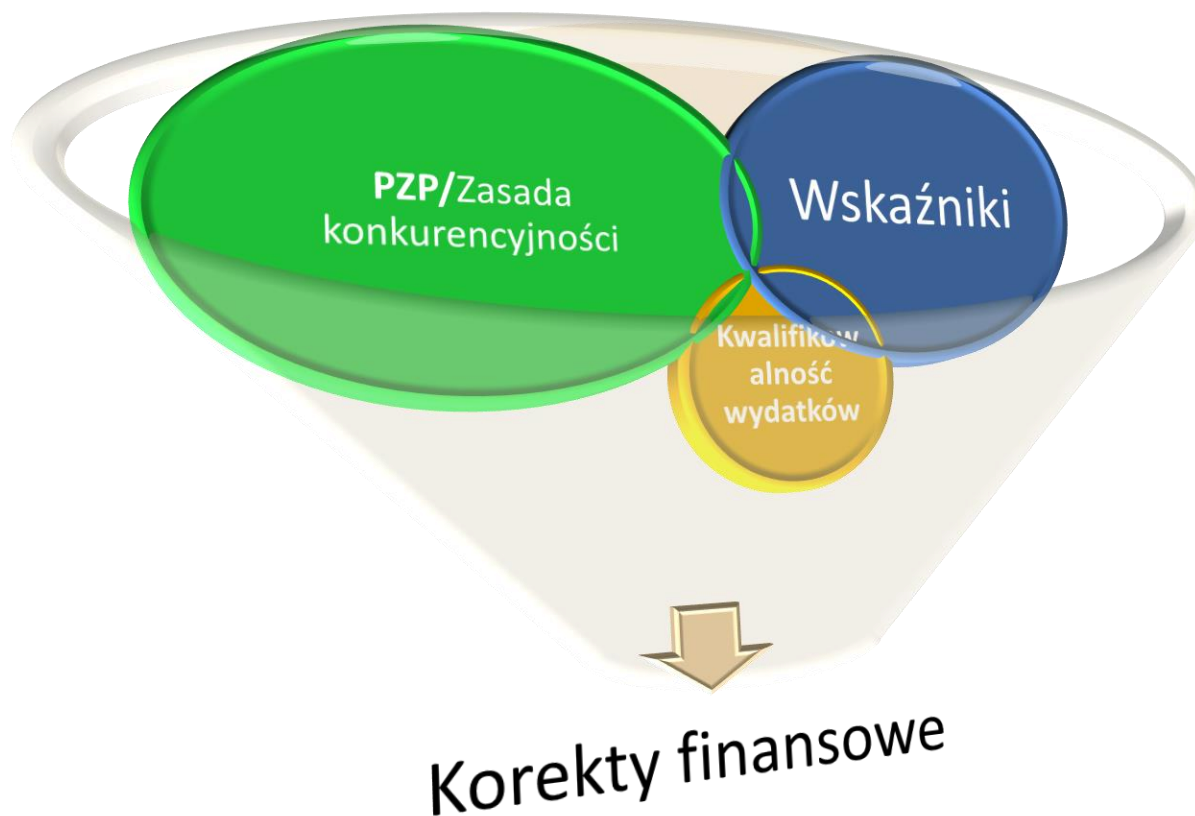 PZP/Zasada
konkurencyjności
Wskaźniki
Kwalifikow
alność
wydatków
Korekty finansowe